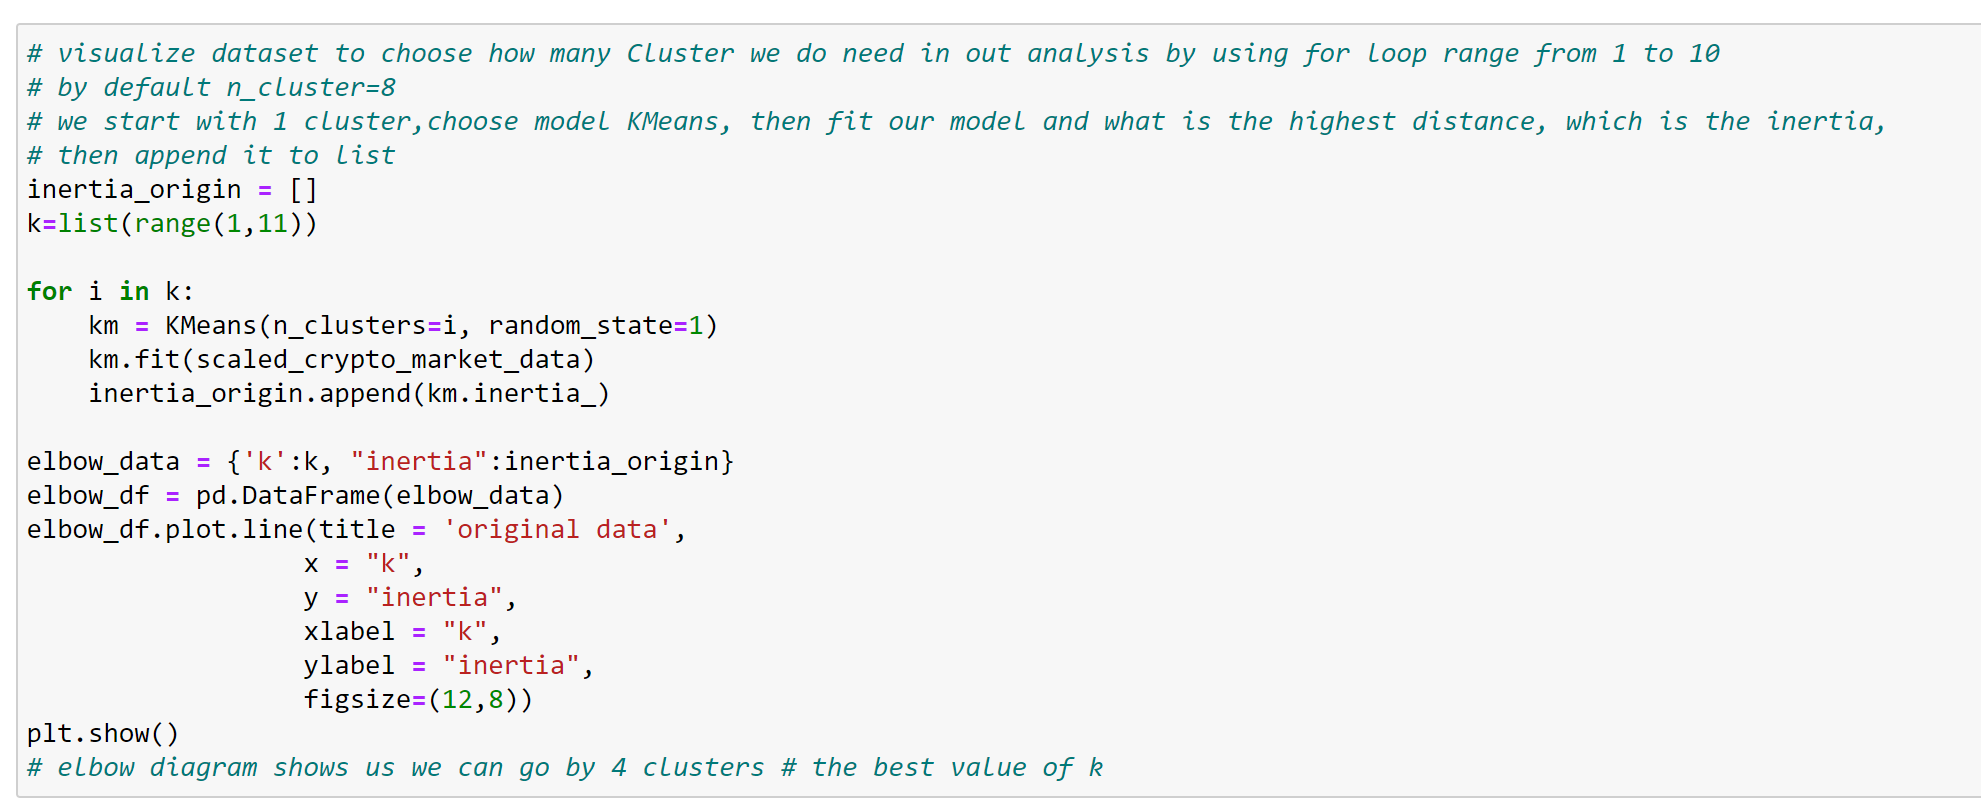 # visualize dataset to choose how many Cluster we do need in out analysis by using for loop range from 1 to 10
# by default n_cluster=8
# we start with 1 cluster,choose model KMeans, then fit our model and what is the highest distance, which is the inertia,
# then append it to list
inertia_origin = []
k=list(range(1,11))

for i in k:
    km = KMeans(n_clusters=i, random_state=1)
    km.fit(scaled_crypto_market_data)
    inertia_origin.append(km.inertia_)

elbow_data = {'k':k, "inertia":inertia_origin}
elbow_df = pd.DataFrame(elbow_data)
elbow_df.plot.line(title = 'original data',
                  x = "k",
                  y = "inertia",
                  xlabel = "k",
                  ylabel = "inertia",
                  figsize=(12,8))
plt.show()
# elbow diagram shows us we can go by 4 clusters # the best value of k